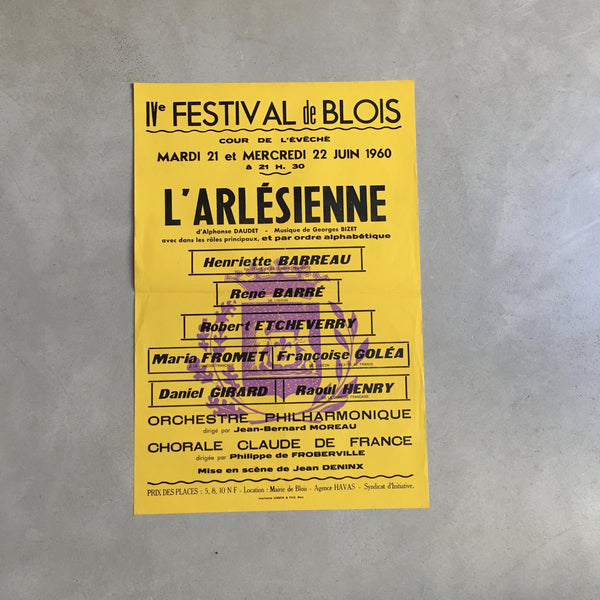 IVe FESTIVAL de BLOIS
COUR DE L'ÉVÊCHÉ
MARDI 21 et MERCREDI 22 JUIN 1960
à 21 H. 30
L'ARLÉSIENNE
d'Alphonse DAUDET - Musique de Georges BIZET
avec dans les rôles principaux, et par ordre alphabétique
Henriette BARREAU
René BARRÉ
DE L'ODÉON
Robert ETCHEVERRY
Maria FROMET Françoise GOLÉA
Daniel GIRARD Raoul HENRY
ORCHESTRE PHILHARMONIQUE
dirigé par Jean-Bernard MOREAU
CHORALE CLAUDE DE FRANCE
dirigée par Philippe de FROBERVILLE
Mise en scène de Jean DENINX
PRIX DES PLACES : 5, 8, 10 N F - Location : Mairie de Blois - Agence HAVAS - Syndicat d'Initiative.